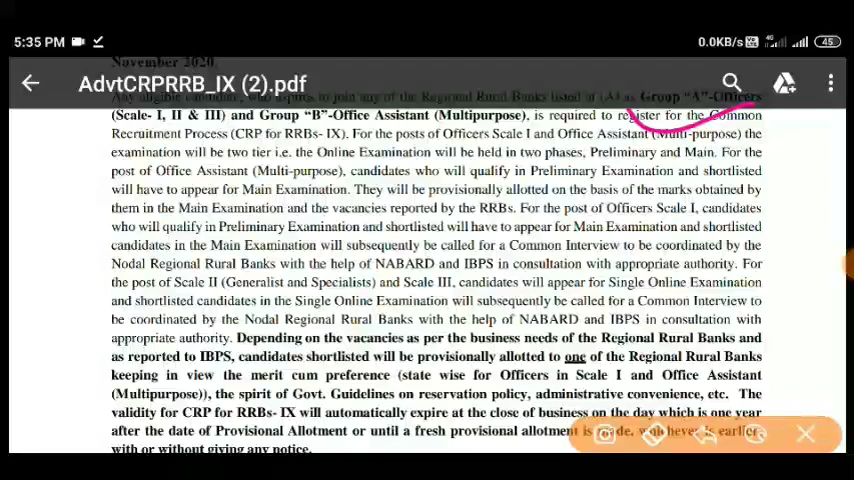 5:35 PM
0.0KB/s 45
AdvtCRPRRB_IX (2).pdf
November 2020.
Any eligible candidate, who aspires to join any of the Regional Rural Banks listed at (A) as Group "A"-Officers
(Scale- I, II & III) and Group "B"-Office Assistant (Multipurpose), is required to register for the Common
Recruitment Process (CRP for RRBs- IX). For the posts of Officers Scale I and Office Assistant (Multi-purpose) the
examination will be two tier i.e. the Online Examination will be held in two phases, Preliminary and Main. For the
post of Office Assistant (Multi-purpose), candidates who will qualify in Preliminary Examination and shortlisted
will have to appear for Main Examination. They will be provisionally allotted on the basis of the marks obtained by
them in the Main Examination and the vacancies reported by the RRBs. For the post of Officers Scale I, candidates
who will qualify in Preliminary Examination and shortlisted will have to appear for Main Examination and shortlisted
candidates in the Main Examination will subsequently be called for a Common Interview to be coordinated by the
Nodal Regional Rural Banks with the help of NABARD and IBPS in consultation with appropriate authority. For
the post of Scale II (Generalist and Specialists) and Scale III, candidates will appear for Single Online Examination
and shortlisted candidates in the Single Online Examination will subsequently be called for a Common Interview to
be coordinated by the Nodal Regional Rural Banks with the help of NABARD and IBPS in consultation with
appropriate authority. Depending on the vacancies as per the business needs of the Regional Rural Banks and
as reported to IBPS, candidates shortlisted will be provisionally allotted to one of the Regional Rural Banks
keeping in view the merit cum preference (state wise for Officers in Scale I and Office Assistant
(Multipurpose)), the spirit of Govt. Guidelines on reservation policy, administrative convenience, etc. The
validity for CRP for RRBs- IX will automatically expire at the close of business on the day which is one year
after the date of Provisional Allotment or until a fresh provisional allotment is made, whichever is earlier
with or without giving any notice.